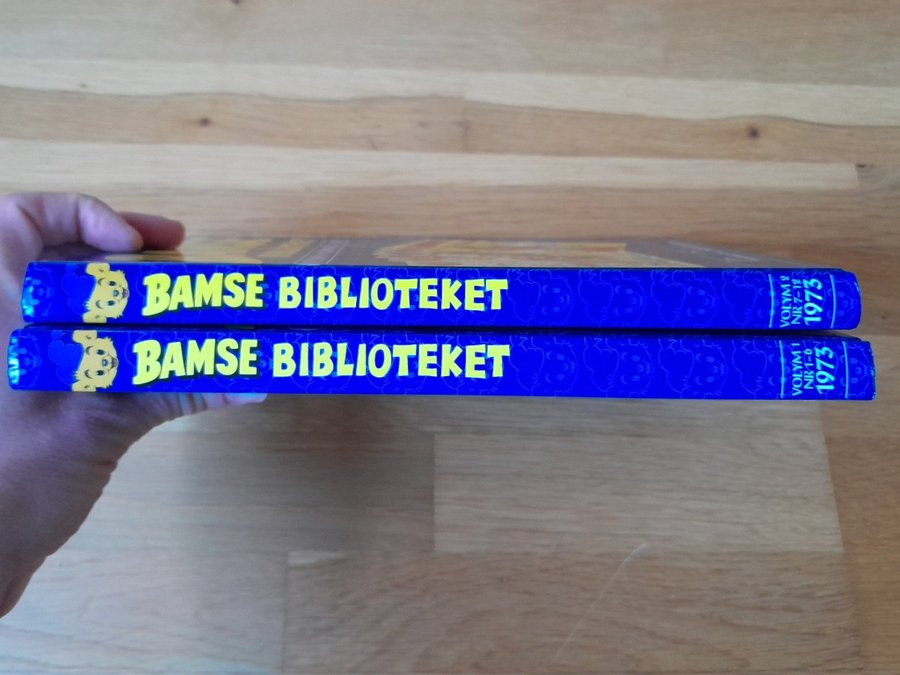 BAMSE BIBLIOTEKET
VOLYM 2
NR 7-12
1973
BAMSE BIBLIOTEKET
VOLYM 1
NR 1-6
1973